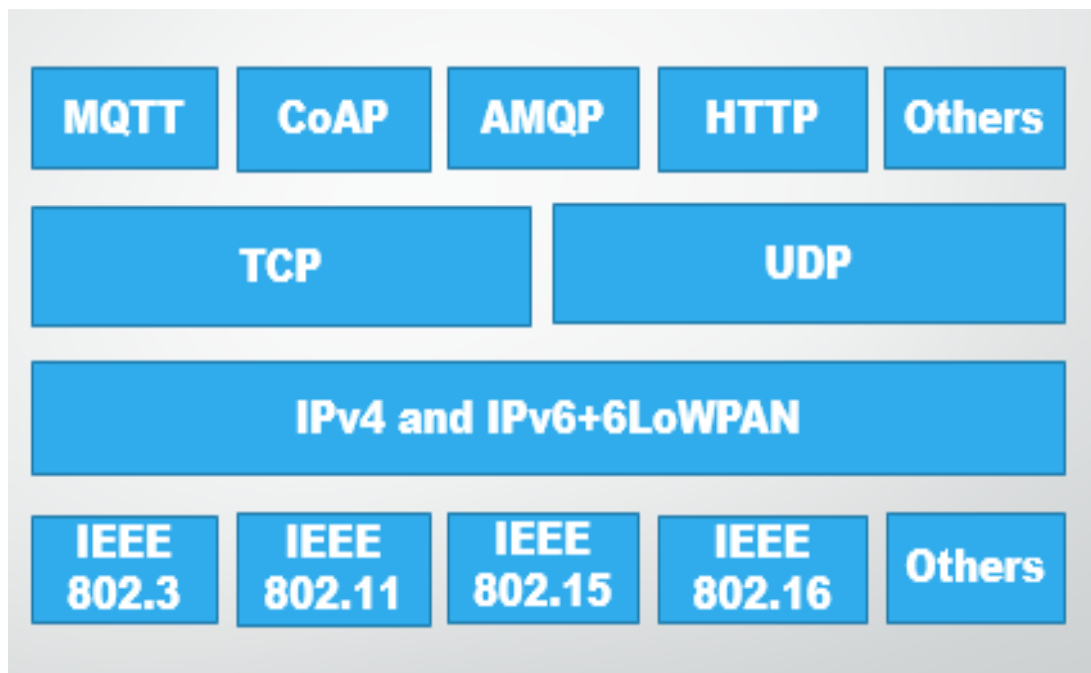 MQTT
CoAP
AMQP
HTTP
Others
TCP
UDP
IPv4 and IPv6+6LoWPAN
IEEE
802.3
IEEE
802.11
IEEE
802.15
IEEE
802.16
Others